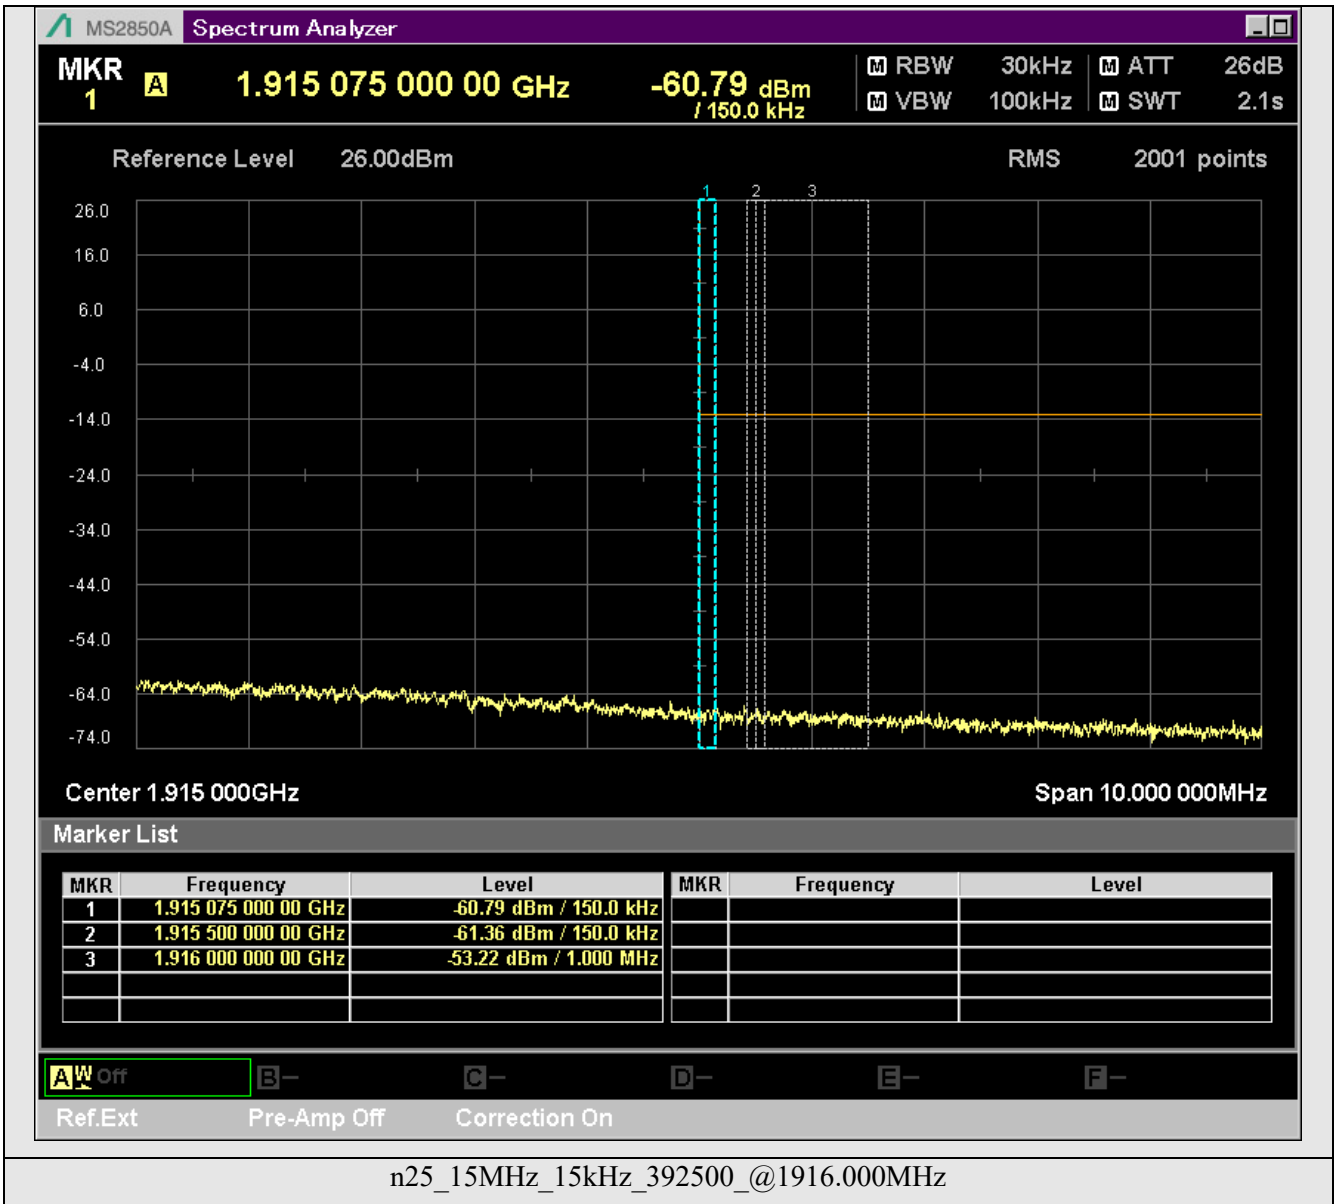 MS2850A Spectrum Analyzer
MKR 1 A 1.915 075 000 00 GHz -60.79 dBm / 150.0 kHz
M RBW 30kHz M ATT 26dB
M VBW 100kHz M SWT 2.1s
Reference Level 26.00dBm RMS 2001 points
1 2 3
26.0
16.0
6.0
-4.0
-14.0
-24.0
-34.0
-44.0
-54.0
-64.0
-74.0
Center 1.915 000GHz Span 10.000 000MHz
Marker List
MKR Frequency Level MKR Frequency Level
1 1.915 075 000 00 GHz -60.79 dBm / 150.0 kHz
2 1.915 500 000 00 GHz -61.36 dBm / 150.0 kHz
3 1.916 000 000 00 GHz -53.22 dBm / 1.000 MHz
A W Off B- C- D- E- F-
Ref.Ext Pre-Amp Off Correction On
n25_15MHz_15kHz_392500_@1916.000MHz